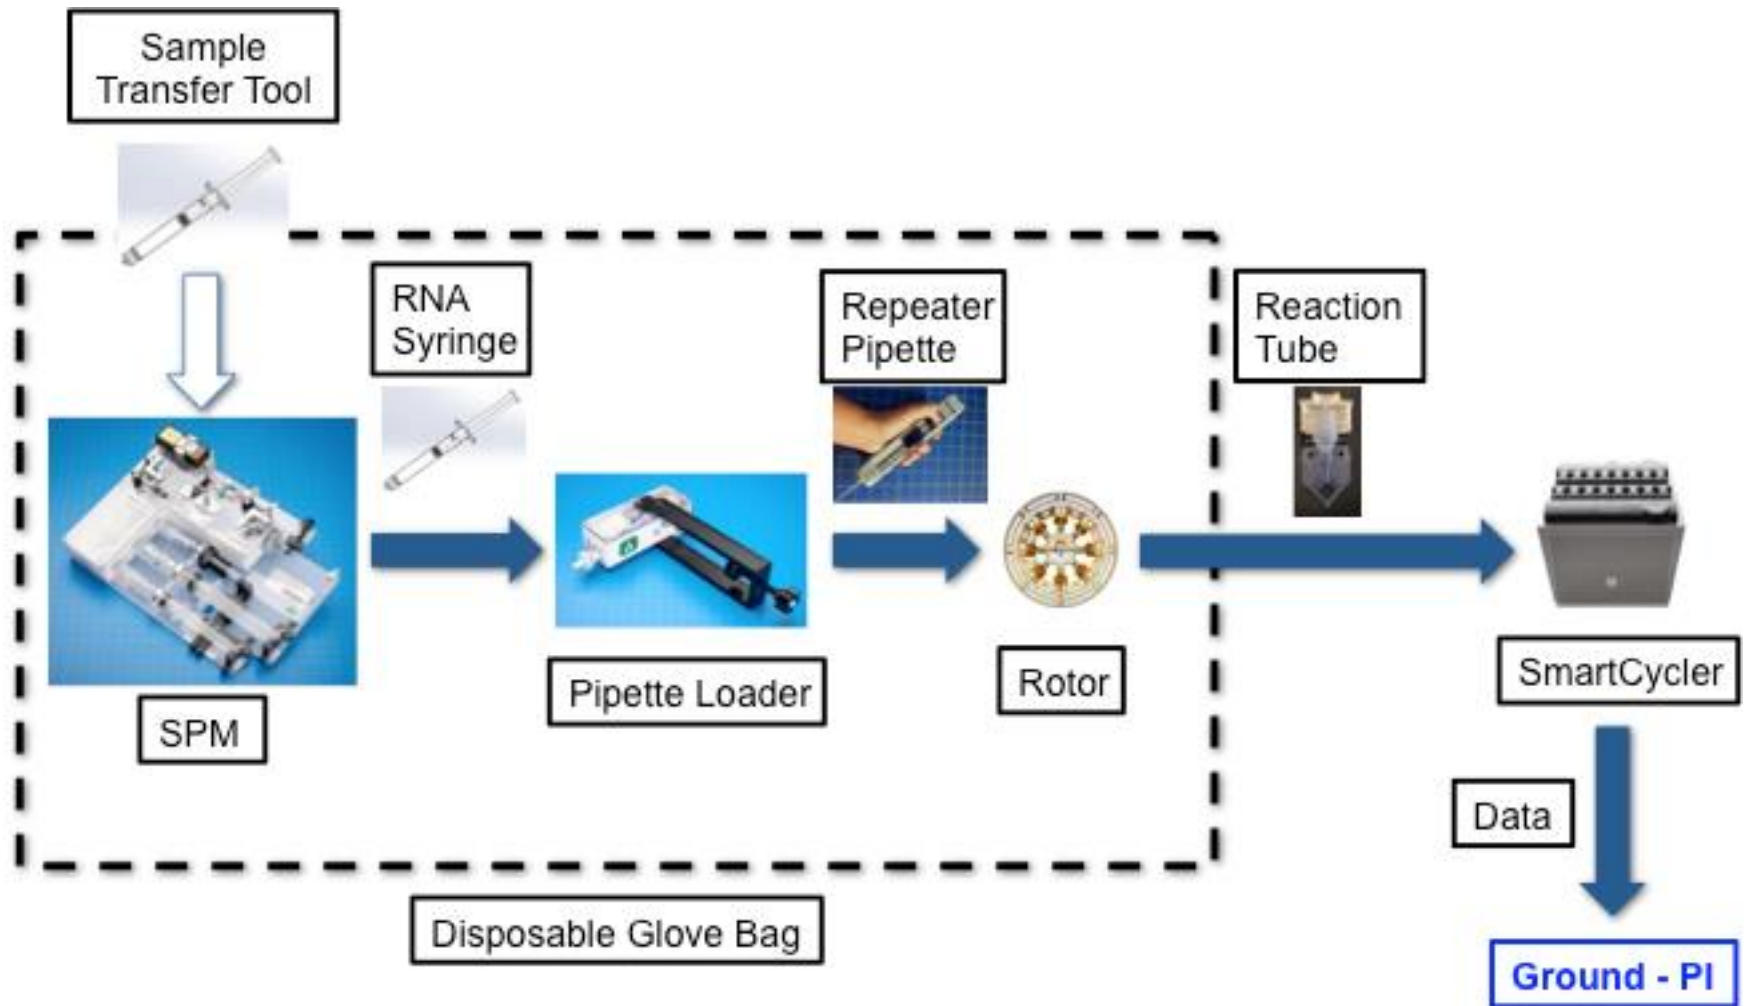 Sample
Transfer Tool
RNA
Syringe
Repeater
Pipette
Reaction
Tube
SPM
Pipette Loader
Rotor
SmartCycler
Data
Disposable Glove Bag
Ground - PI